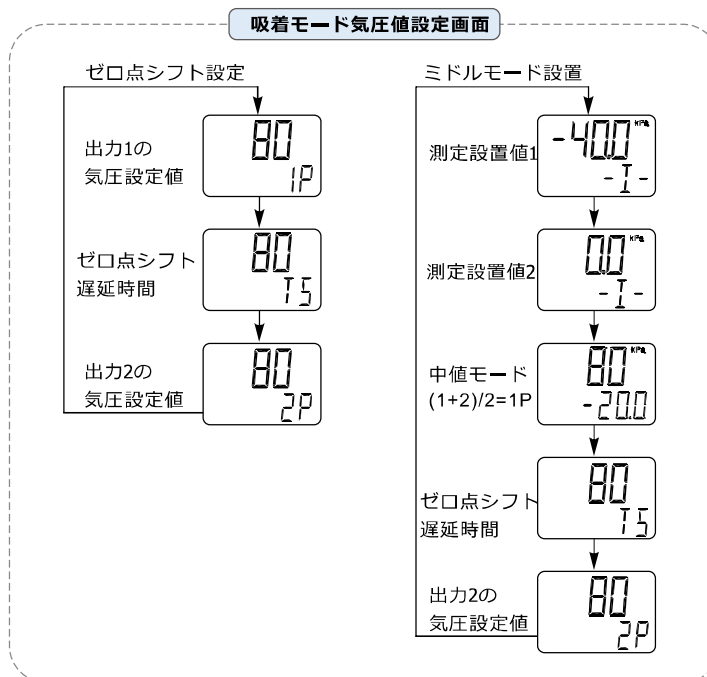 吸着モード気圧値設定画面
ゼロ点シフト設定
出力1の
気圧設定値
80
1P
ゼロ点シフト
遅延時間
80
TS
出力2の
気圧設定値
80
2P
ミドルモード設置
測定設置値1
-40.0 kPa
-I-
測定設置値2
0.0 kPa
-I-
中値モード
(1+2)/2=1P
80 kPa
-20.0
ゼロ点シフト
遅延時間
80
TS
出力2の
気圧設定値
80
2P